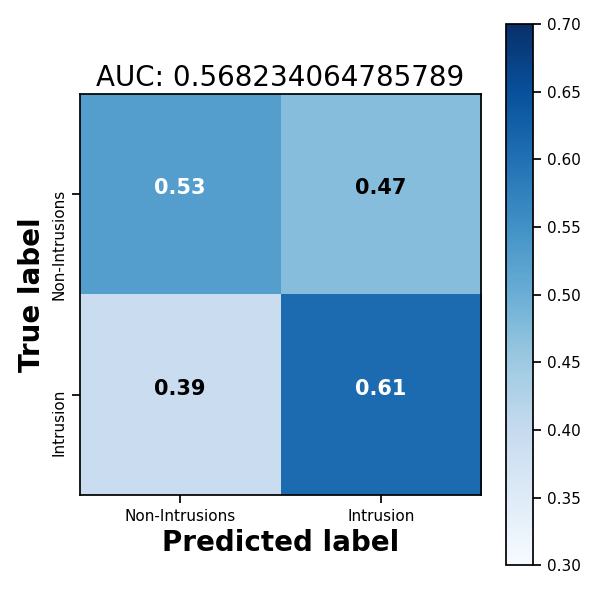 AUC: 0.568234064785789
True label
Non-Intrusions
Intrusion
0.53
0.47
0.39
0.61
Non-Intrusions
Intrusion
Predicted label
0.70
0.65
0.60
0.55
0.50
0.45
0.40
0.35
0.30